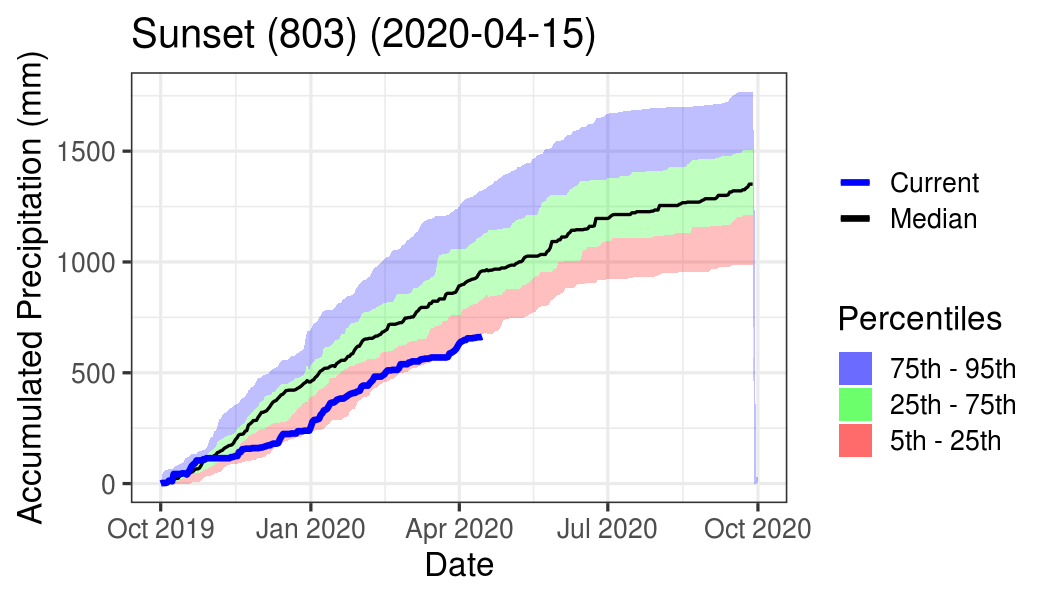 Sunset (803) (2020-04-15)
Accumulated Precipitation (mm)
1500
1000
500
0
Oct 2019 Jan 2020 Apr 2020 Jul 2020 Oct 2020
Date
Current
Median
Percentiles
75th - 95th
25th - 75th
5th - 25th